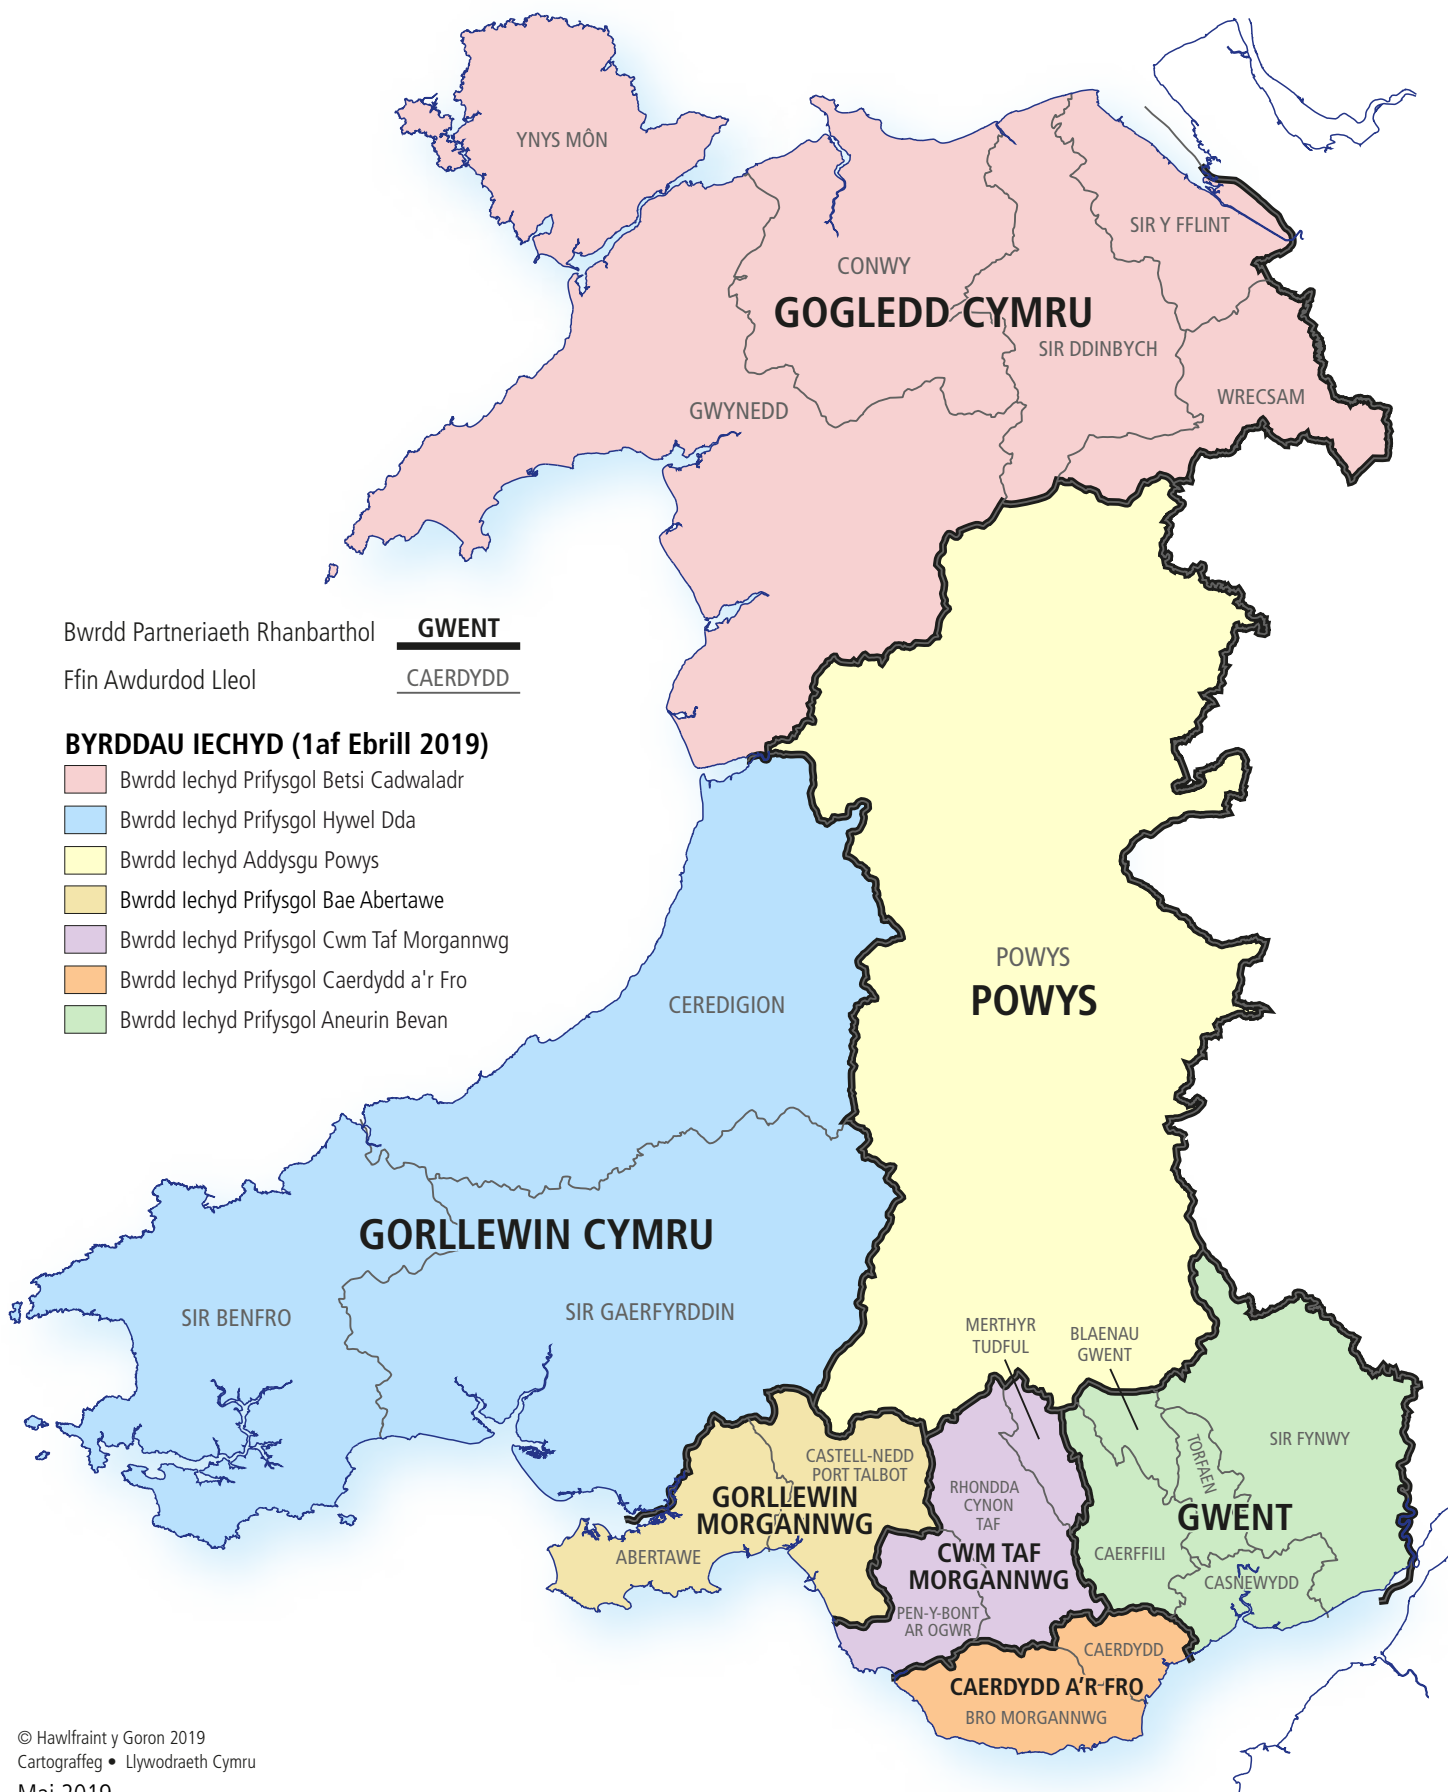 YNYS MÔN
SIR Y FFLINT
CONWY
GOGLEDD CYMRU
SIR DDINBYCH
WRECSAM
GWYNEDD
Bwrdd Partneriaeth Rhanbarthol
GWENT
Ffin Awdurdod Lleol
CAERDYDD
BYRDDAU IECHYD (1af Ebrill 2019)
Bwrdd Iechyd Prifysgol Betsi Cadwaladr
Bwrdd Iechyd Prifysgol Hywel Dda
Bwrdd Iechyd Addysgu Powys
Bwrdd Iechyd Prifysgol Bae Abertawe
Bwrdd Iechyd Prifysgol Cwm Taf Morgannwg
Bwrdd Iechyd Prifysgol Caerdydd a'r Fro
Bwrdd Iechyd Prifysgol Aneurin Bevan
POWYS
POWYS
CEREDIGION
GORLLEWIN CYMRU
SIR BENFRO
SIR GAERFYRDDIN
MERTHYR
TUDFUL
BLAENAU
GWENT
SIR FYNWY
TORFAEN
CASTELL-NEDD
PORT TALBOT
GORLLEWIN
MORGANNWG
ABERTAWE
RHONDDA
CYNON
TAF
GWENT
CWM TAF
MORGANNWG
CAERFFILI
CASNEWYDD
PEN-Y-BONT
AR OGWR
CAERDYDD
CAERDYDD A'R FRO
BRO MORGANNWG
© Hawlfraint y Goron 2019
Cartograffeg • Llywodraeth Cymru
Mai 2019